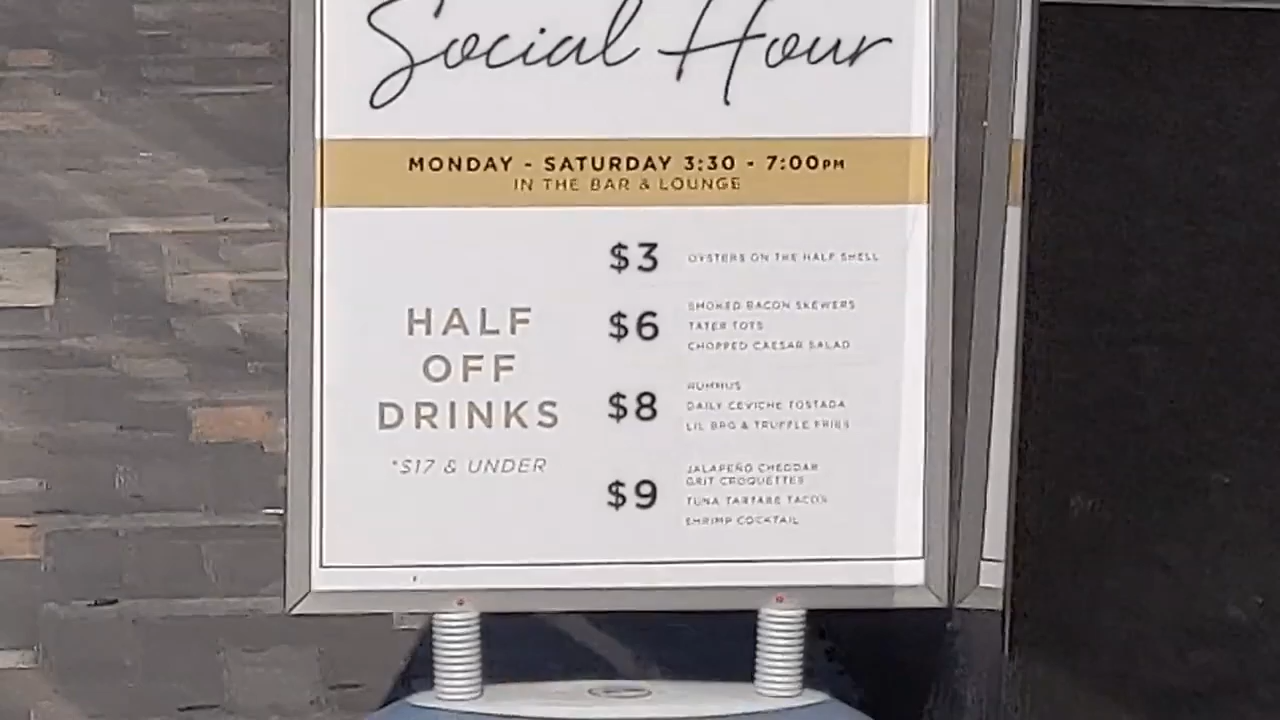 Social Hour
MONDAY - SATURDAY 3:30 - 7:00PM
IN THE BAR & LOUNGE
HALF
OFF
DRINKS
*$17 & UNDER
$3 OYSTERS ON THE HALF SHELL
$6
SMOKED BACON SKEWERS
TATER TOTS
CHOPPED CAESAR SALAD
$8
HUMMUS
DAILY CEVICHE TOSTADA
LIL BRG & TRUFFLE FRIES
$9
JALAPEÑO CHEDDAR
GRIT CROQUETTES
TUNA TARTARE TACOS
SHRIMP COCKTAIL